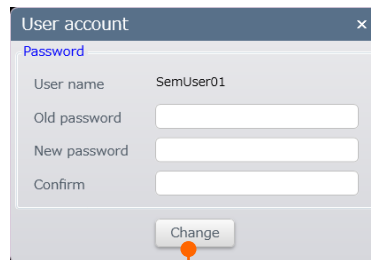 User account ×
Password
User name SemUser01
Old password
New password
Confirm
Change